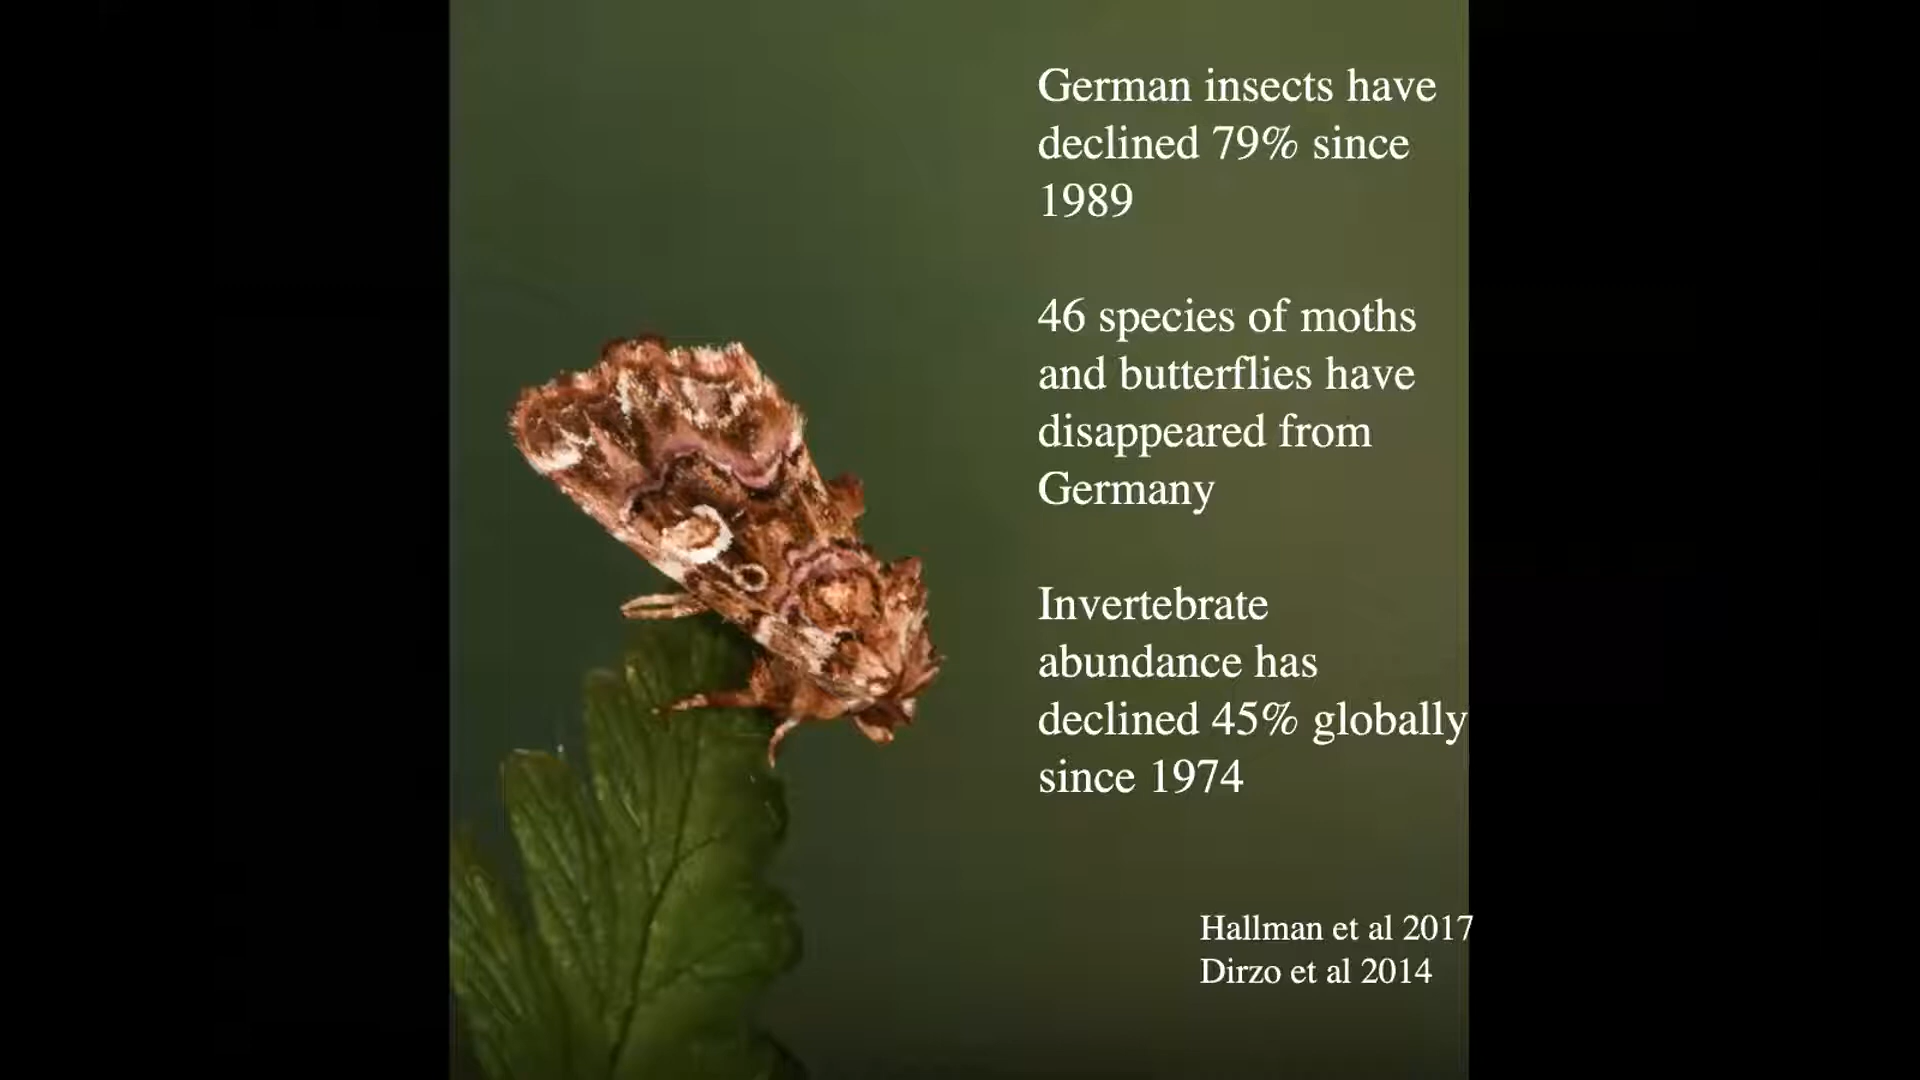 German insects have
declined 79% since
1989
46 species of moths
and butterflies have
disappeared from
Germany
Invertebrate
abundance has
declined 45% globally
since 1974
Hallman et al 2017
Dirzo et al 2014